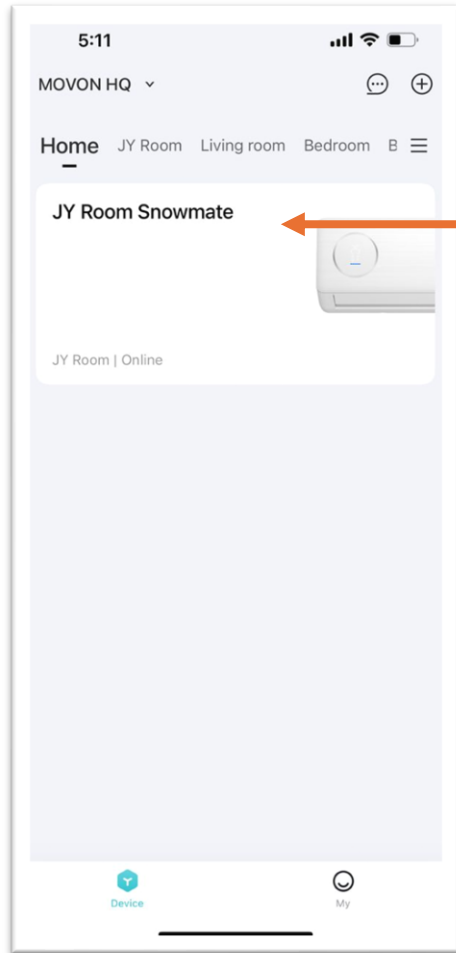 5:11
MOVON HQ
Home JY Room Living room Bedroom B
JY Room Snowmate
JY Room | Online
Device My